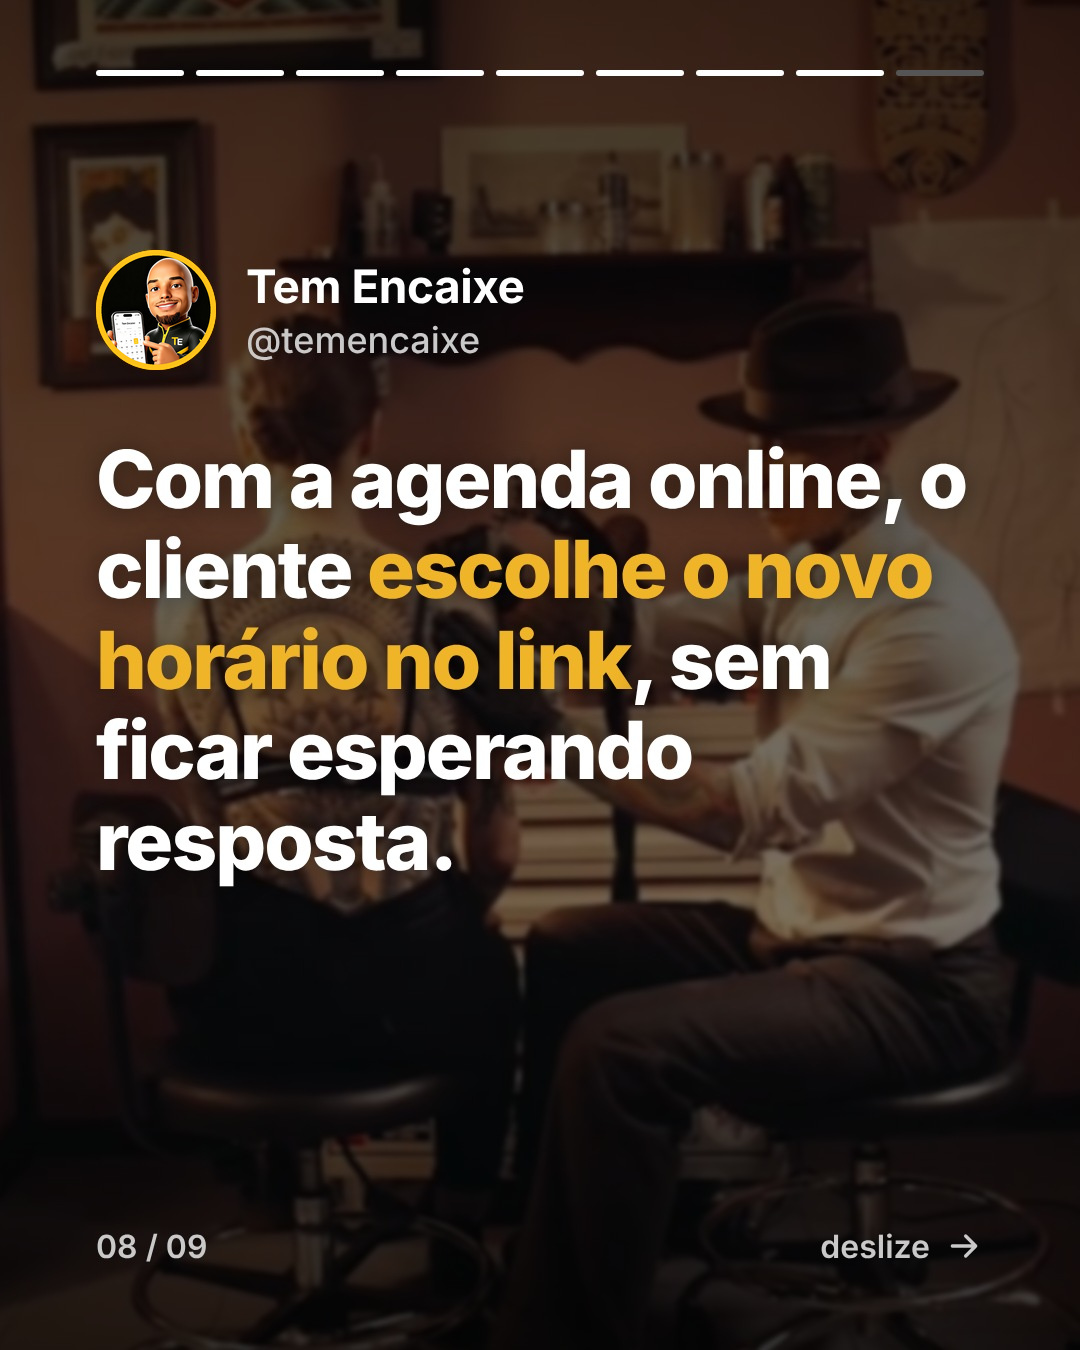 Tem Encaixe
@temencaixe
Com a agenda online, o
cliente escolhe o novo
horário no link, sem
ficar esperando
resposta.
08 / 09
deslize →